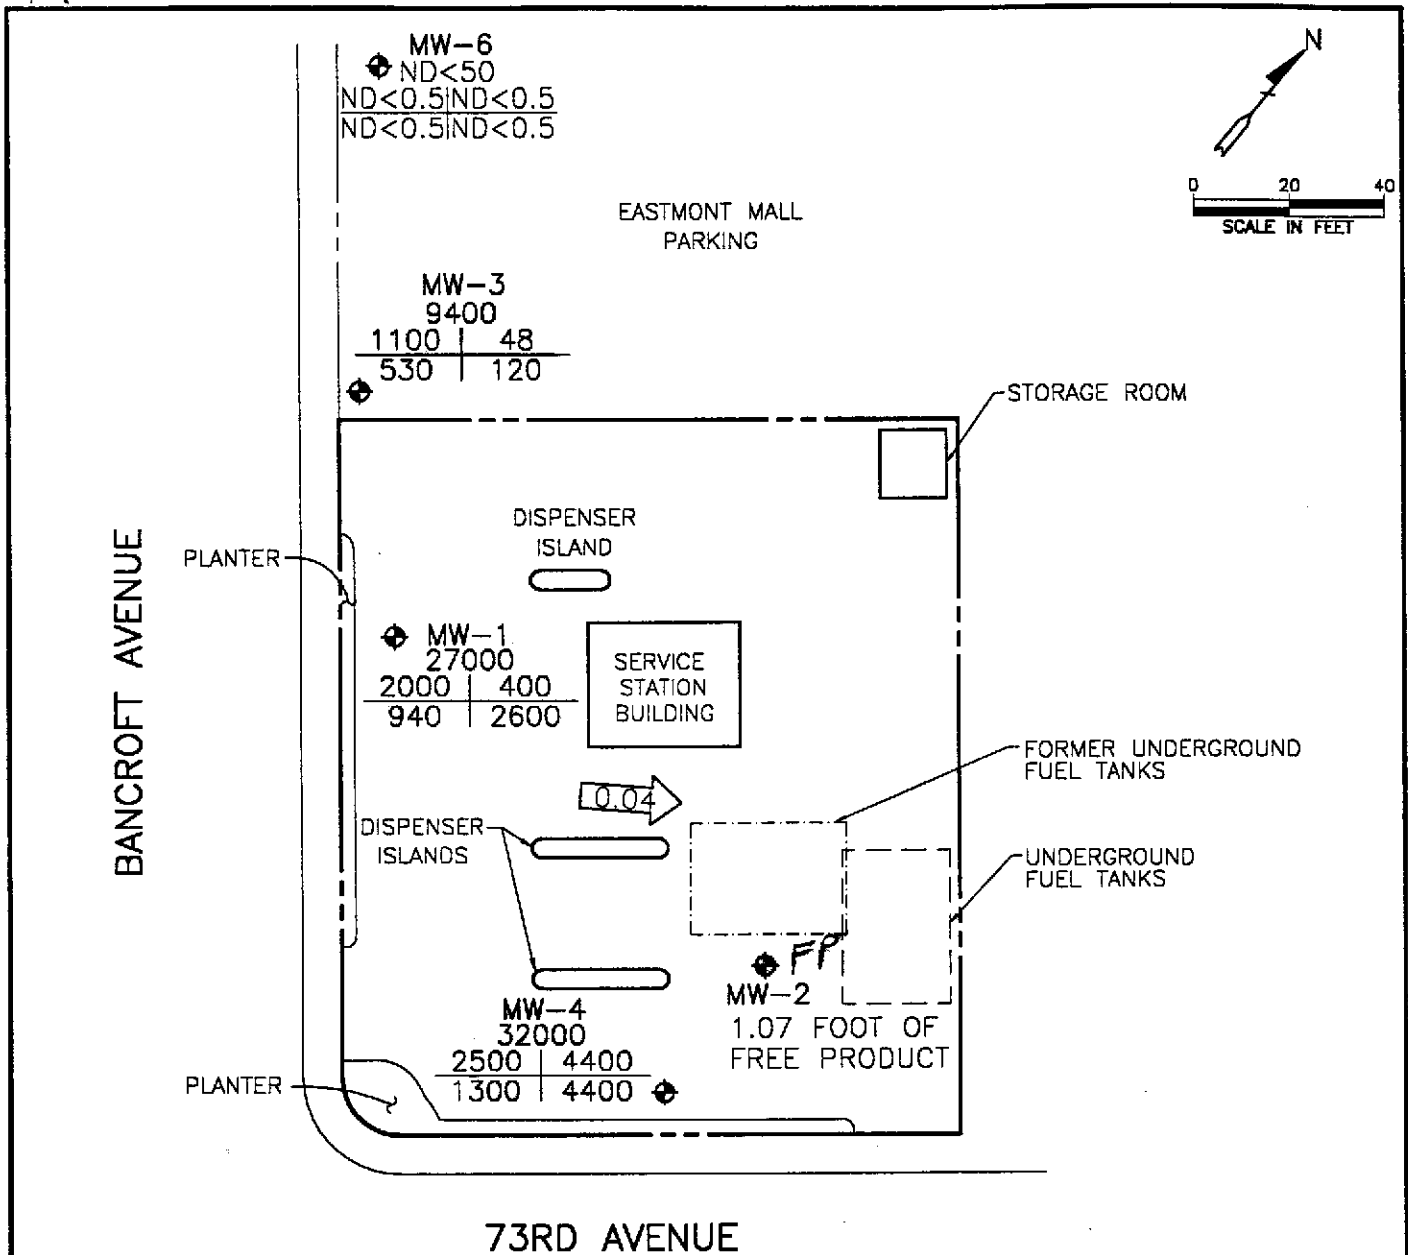 MW-6
ND<50
ND<0.5 ND<0.5
ND<0.5 ND<0.5
N
0 20 40
SCALE IN FEET
EASTMONT MALL
PARKING
MW-3
9400
1100 48
530 120
STORAGE ROOM
DISPENSER
ISLAND
PLANTER
BANCROFT AVENUE
MW-1
27000
2000 400
940 2600
SERVICE
STATION
BUILDING
FORMER UNDERGROUND
FUEL TANKS
0.04
DISPENSER
ISLANDS
UNDERGROUND
FUEL TANKS
FP
MW-2
1.07 FOOT OF
FREE PRODUCT
MW-4
32000
2500 4400
1300 4400
PLANTER
73RD AVENUE